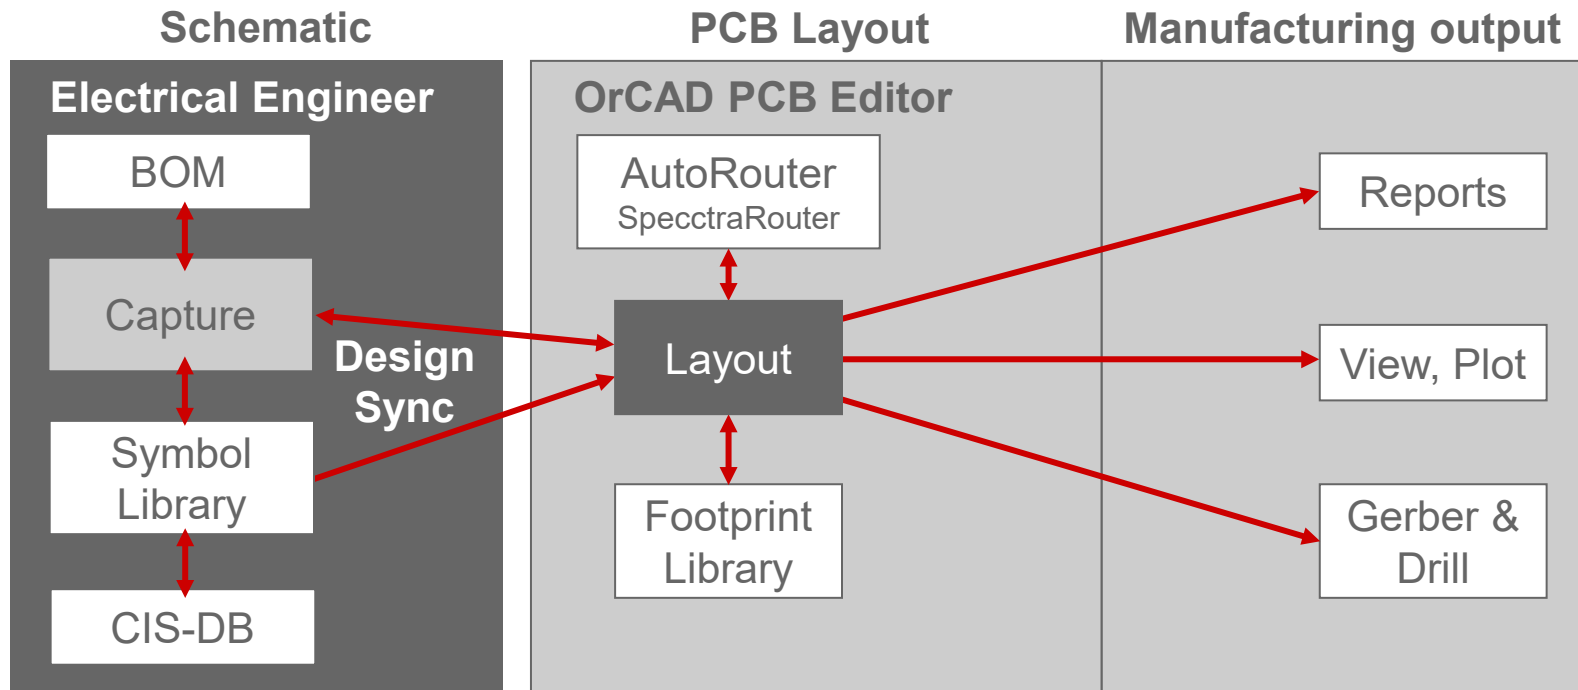 Schematic
PCB Layout
Manufacturing output
Electrical Engineer
BOM
Capture
Design
Sync
Symbol
Library
CIS-DB
OrCAD PCB Editor
AutoRouter
SpecctraRouter
Layout
Footprint
Library
Reports
View, Plot
Gerber &
Drill